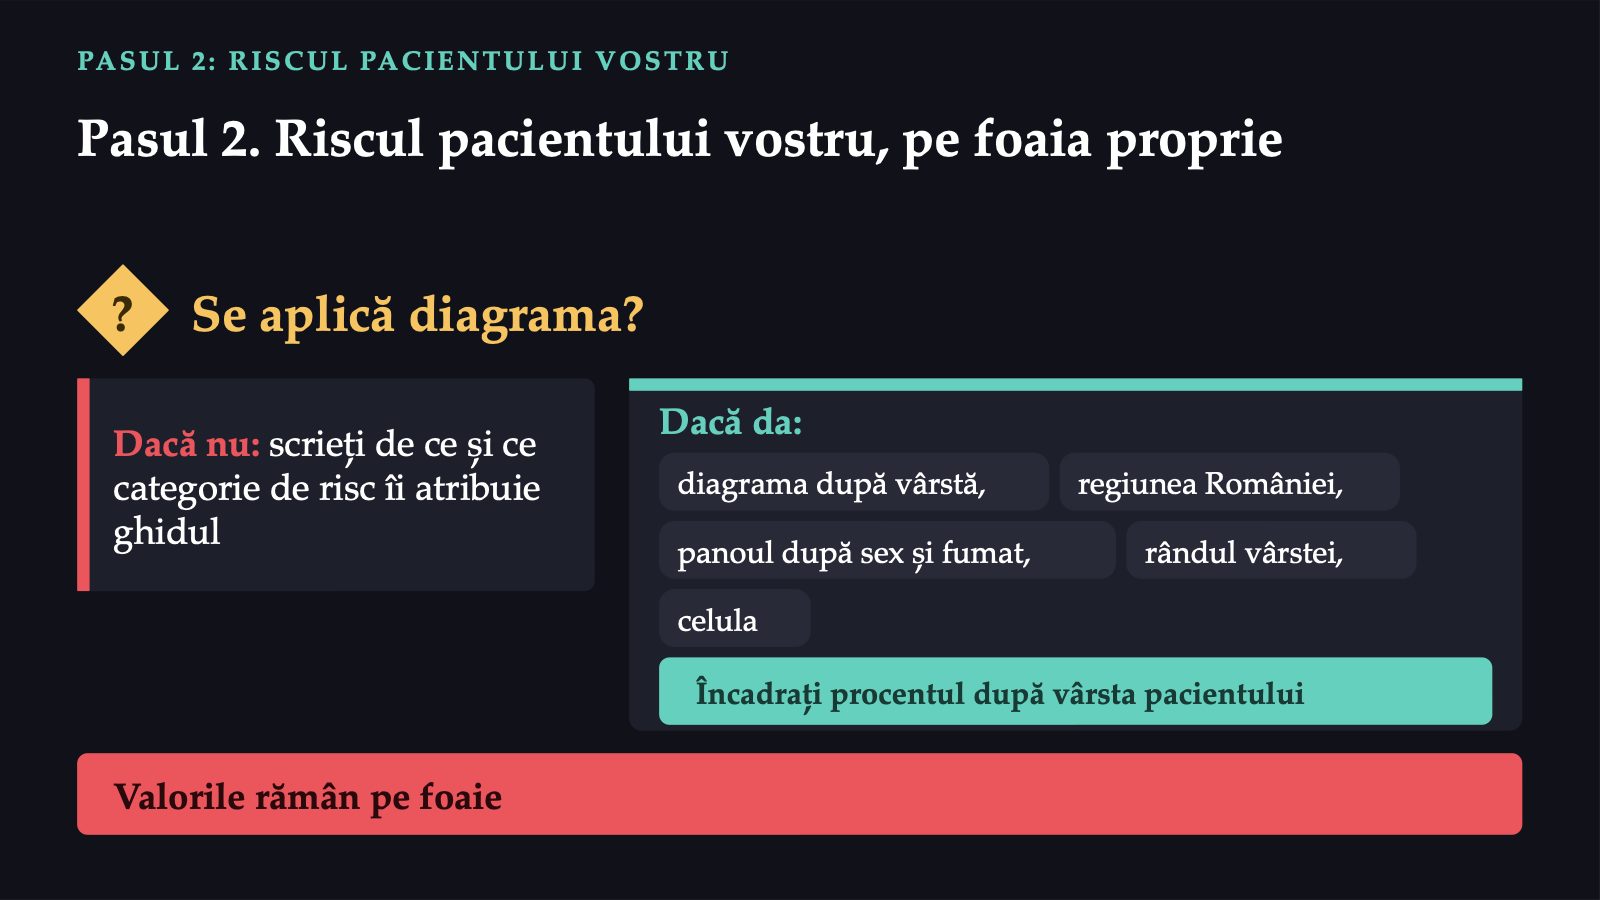 PASUL 2: RISCUL PACIENTULUI VOSTRU
Pasul 2. Riscul pacientului vostru, pe foaia proprie
?
Se aplică diagrama?
Dacă nu: scrieți de ce și ce
categorie de risc îi atribuie
ghidul
Dacă da:
diagrama după vârstă,
regiunea României,
panoul după sex și fumat,
rândul vârstei,
celula
Încadrați procentul după vârsta pacientului
Valorile rămân pe foaie